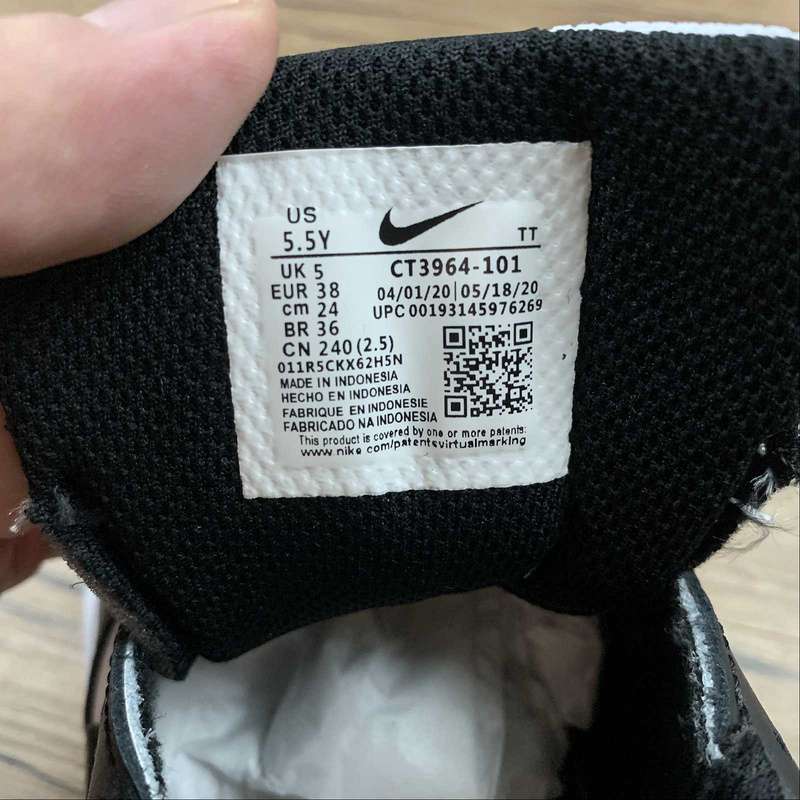 US
5.5Y
TT
UK 5
EUR 38
cm 24
BR 36
CN 240 (2.5)
CT3964-101
04/01/20|05/18/20
UPC 00193145976269
011R5CKX62H5N
MADE IN INDONESIA
HECHO EN INDONESIA
FABRIQUE EN INDONESIE
FABRICADO NA INDONESIA
This product is covered by one or more patents:
www.nike.com/patentsvirtualmarking